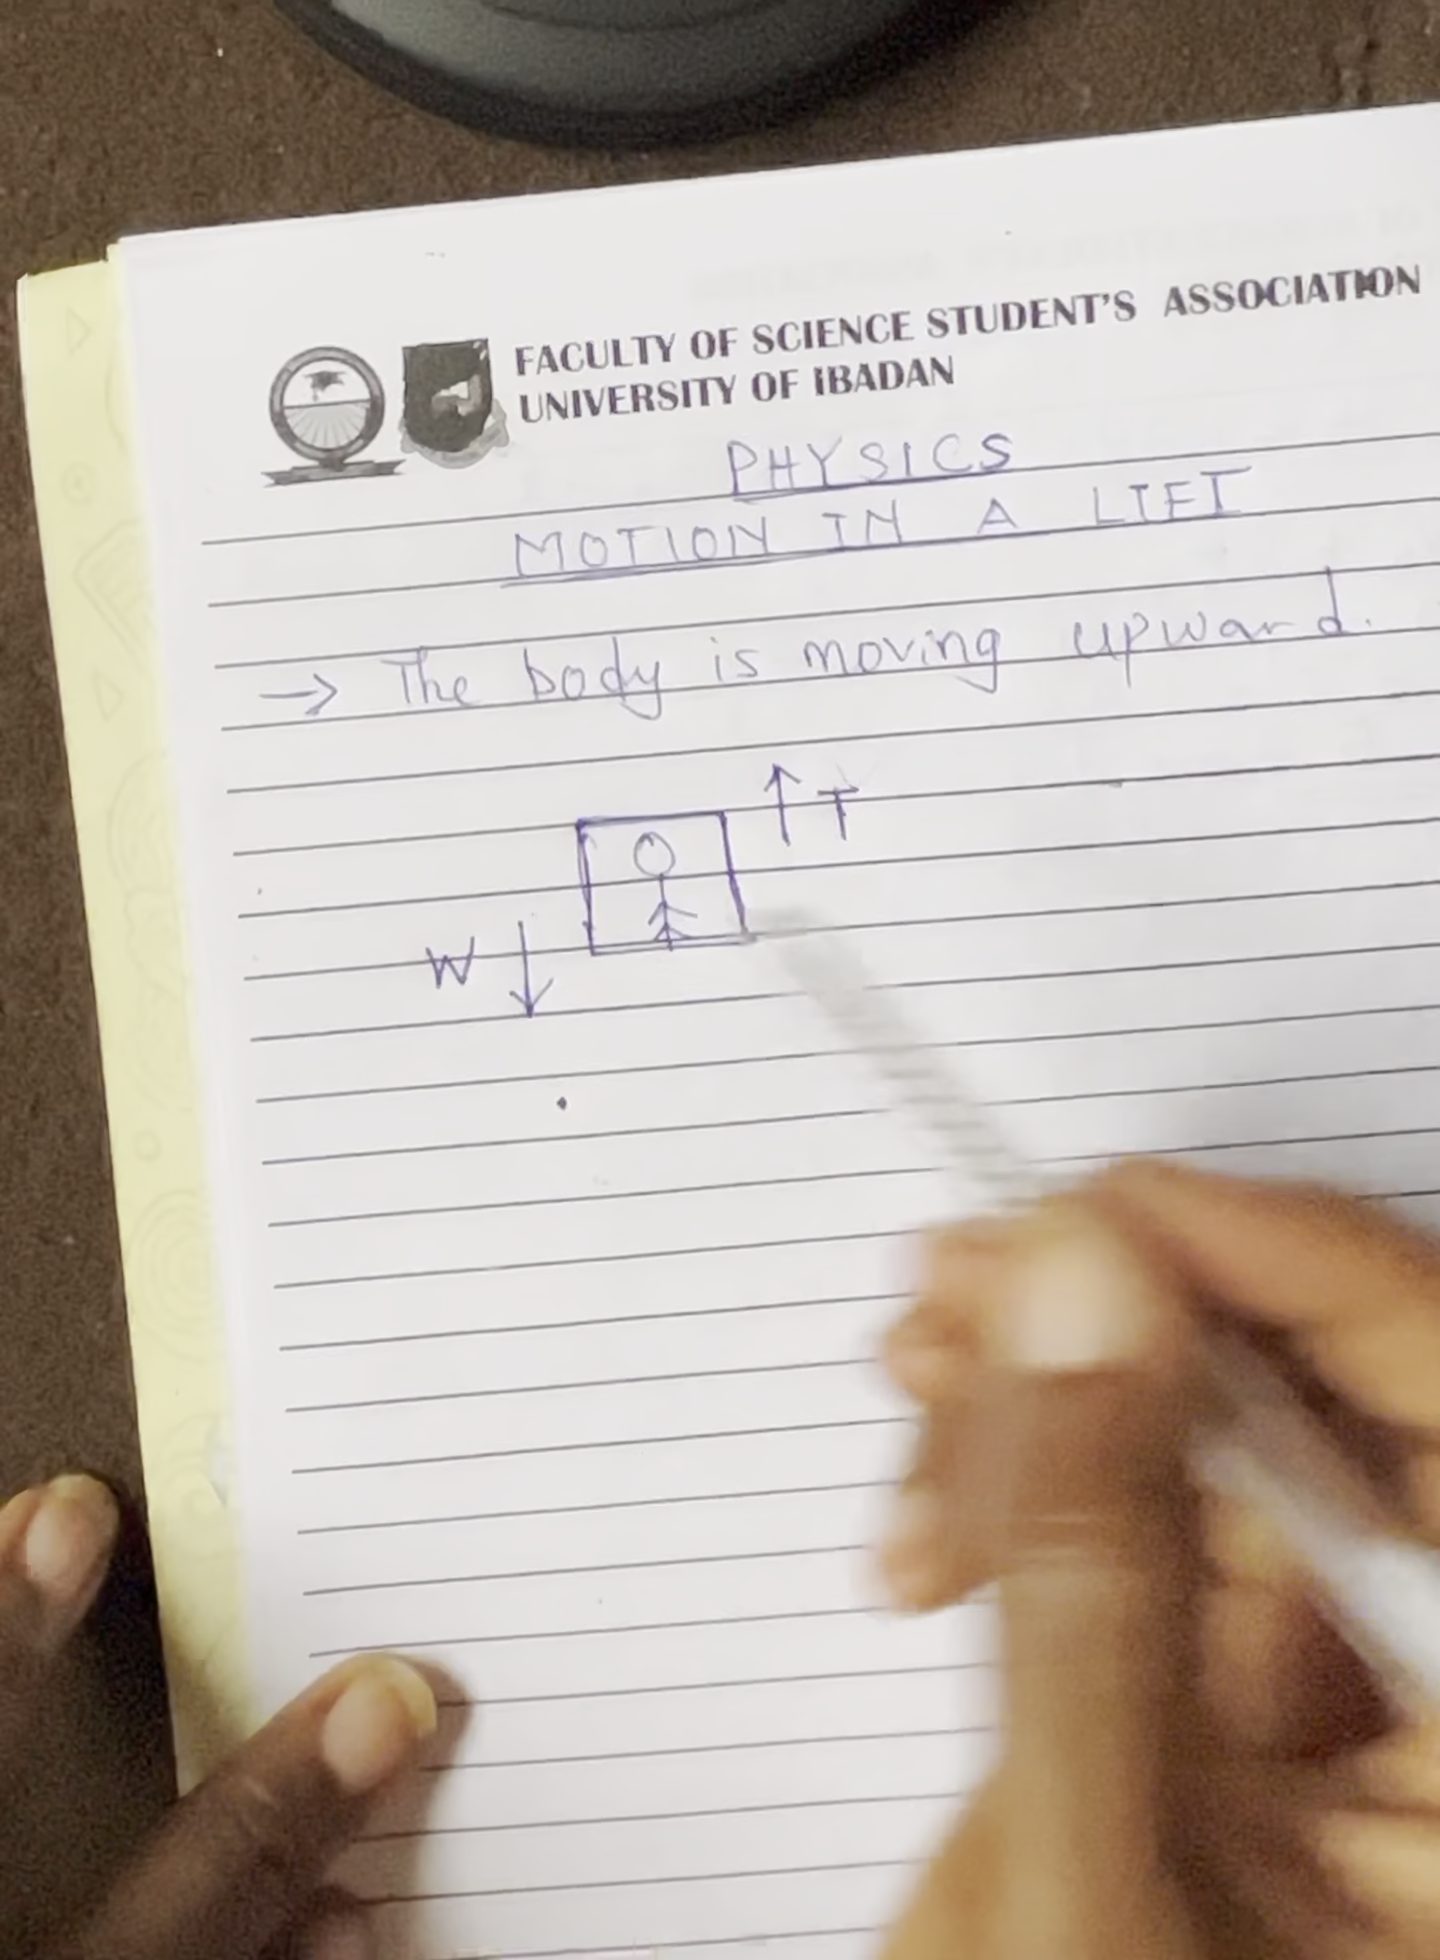 FACULTY OF SCIENCE STUDENT'S ASSOCIATION
UNIVERSITY OF IBADAN
PHYSICS
MOTION IN A LIFT
→ The body is moving upward.
T
W